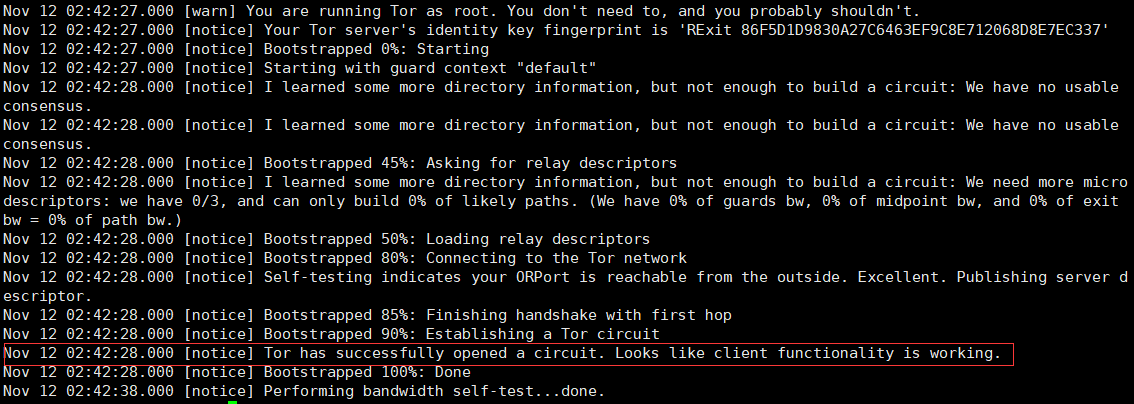 Nov 12 02:42:27.000 [warn] You are running Tor as root. You don't need to, and you probably shouldn't.
Nov 12 02:42:27.000 [notice] Your Tor server's identity key fingerprint is 'RExit 86F5D1D9830A27C6463EF9C8E712068D8E7EC337'
Nov 12 02:42:27.000 [notice] Bootstrapped 0%: Starting
Nov 12 02:42:27.000 [notice] Starting with guard context "default"
Nov 12 02:42:28.000 [notice] I learned some more directory information, but not enough to build a circuit: We have no usable
consensus.
Nov 12 02:42:28.000 [notice] I learned some more directory information, but not enough to build a circuit: We have no usable
consensus.
Nov 12 02:42:28.000 [notice] Bootstrapped 45%: Asking for relay descriptors
Nov 12 02:42:28.000 [notice] I learned some more directory information, but not enough to build a circuit: We need more micro
descriptors: we have 0/3, and can only build 0% of likely paths. (We have 0% of guards bw, 0% of midpoint bw, and 0% of exit
bw = 0% of path bw.)
Nov 12 02:42:28.000 [notice] Bootstrapped 50%: Loading relay descriptors
Nov 12 02:42:28.000 [notice] Bootstrapped 80%: Connecting to the Tor network
Nov 12 02:42:28.000 [notice] Self-testing indicates your ORPort is reachable from the outside. Excellent. Publishing server d
escriptor.
Nov 12 02:42:28.000 [notice] Bootstrapped 85%: Finishing handshake with first hop
Nov 12 02:42:28.000 [notice] Bootstrapped 90%: Establishing a Tor circuit
Nov 12 02:42:28.000 [notice] Tor has successfully opened a circuit. Looks like client functionality is working.
Nov 12 02:42:28.000 [notice] Bootstrapped 100%: Done
Nov 12 02:42:38.000 [notice] Performing bandwidth self-test...done.